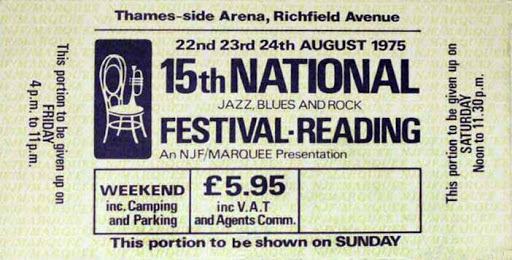 Thames-side Arena, Richfield Avenue
This portion to be given up on
FRIDAY
4p.m. to 11p.m.
22nd 23rd 24th AUGUST 1975
15th NATIONAL
JAZZ, BLUES AND ROCK
FESTIVAL·READING
An NJF/MARQUEE Presentation
WEEKEND
inc. Camping
and Parking
£5.95
inc V.A.T
and Agents Comm.
This portion to be given up on
SATURDAY
Noon to 11.30p.m.
This portion to be shown on SUNDAY